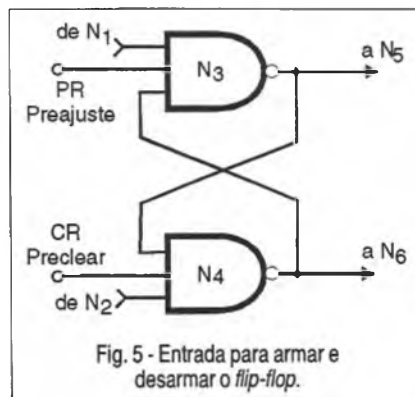 de N1
N3
a N5
PR
Preajuste
CR
Preclear
N4
a N6
de N2
Fig. 5 - Entrada para armar e
desarmar o flip-flop.